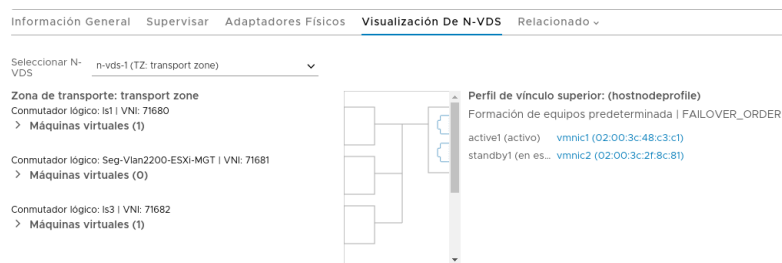 Información General Supervisar Adaptadores Físicos Visualización De N-VDS Relacionado
Seleccionar N-VDS n-vds-1 (TZ: transport zone)
Zona de transporte: transport zone
Conmutador lógico: ls1 | VNI: 71680
Máquinas virtuales (1)
Conmutador lógico: Seg-Vlan2200-ESXi-MGT | VNI: 71681
Máquinas virtuales (0)
Conmutador lógico: ls3 | VNI: 71682
Máquinas virtuales (1)
Perfil de vínculo superior: (hostnodeprofile)
Formación de equipos predeterminada | FAILOVER_ORDER
active1 (activo) vmnic1 (02:00:3c:48:c3:c1)
standby1 (en es... vmnic2 (02:00:3c:2f:8c:81)